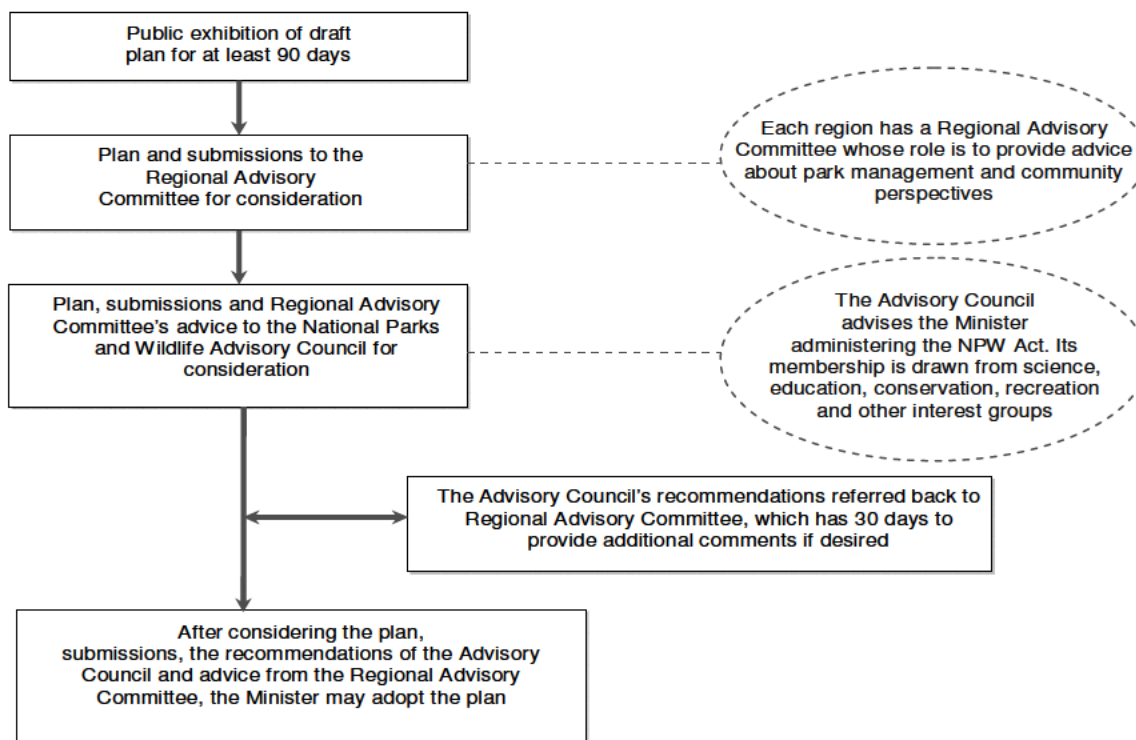 Public exhibition of draft
plan for at least 90 days
Plan and submissions to the
Regional Advisory
Committee for consideration
Each region has a Regional Advisory
Committee whose role is to provide advice
about park management and community
perspectives
Plan, submissions and Regional Advisory
Committee's advice to the National Parks
and Wildlife Advisory Council for
consideration
The Advisory Council
advises the Minister
administering the NPW Act. Its
membership is drawn from science,
education, conservation, recreation
and other interest groups
The Advisory Council's recommendations referred back to
Regional Advisory Committee, which has 30 days to
provide additional comments if desired
After considering the plan,
submissions, the recommendations of the Advisory
Council and advice from the Regional Advisory
Committee, the Minister may adopt the plan